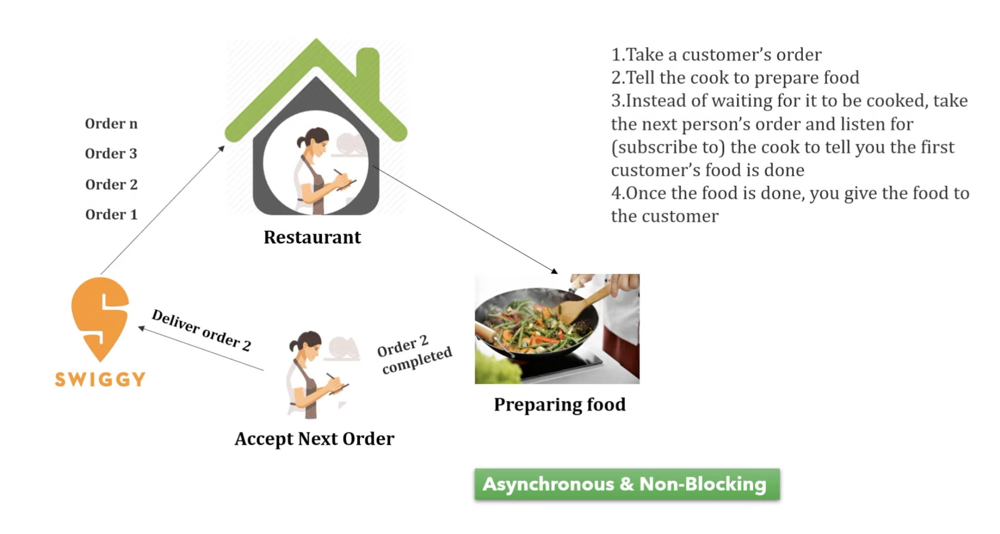 Order n
Order 3
Order 2
Order 1
Restaurant
1.Take a customer’s order
2.Tell the cook to prepare food
3.Instead of waiting for it to be cooked, take
the next person’s order and listen for
(subscribe to) the cook to tell you the first
customer’s food is done
4.Once the food is done, you give the food to
the customer
SWIGGY
Deliver order 2
Order 2
completed
Accept Next Order
Preparing food
Asynchronous & Non-Blocking